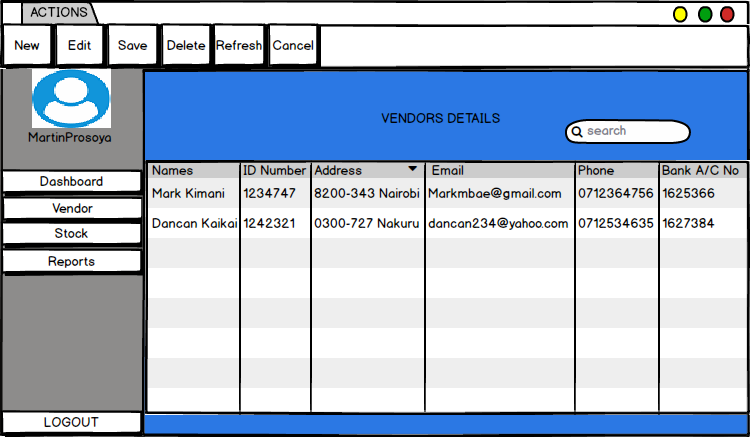 ACTIONS
New Edit Save Delete Refresh Cancel
MartinProsoya
VENDORS DETAILS
search
Dashboard
Vendor
Stock
Reports
LOGOUT
Names ID Number Address Email Phone Bank A/C No
Mark Kimani 1234747 8200-343 Nairobi Markmbae@gmail.com 0712364756 1625366
Dancan Kaikai 1242321 0300-727 Nakuru dancan234@yahoo.com 0712534635 1627384